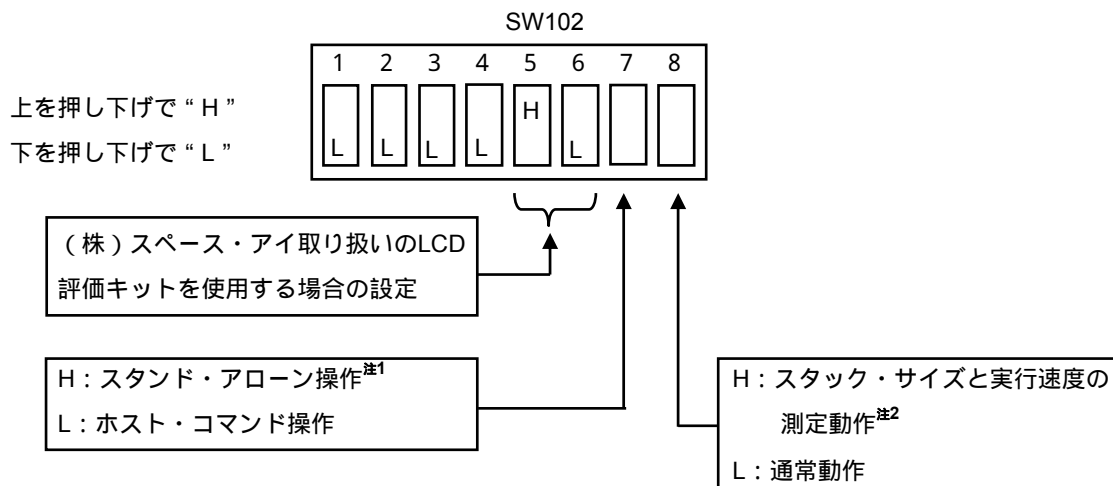 SW102
1 2 3 4 5 6 7 8
上を押し下げで“H” H
下を押し下げで“L” L L L L L
(株)スペース・アイ取り扱いのLCD
評価キットを使用する場合の設定
H:スタンド・アローン操作注1
L:ホスト・コマンド操作
H:スタック・サイズと実行速度の
測定動作注2
L:通常動作